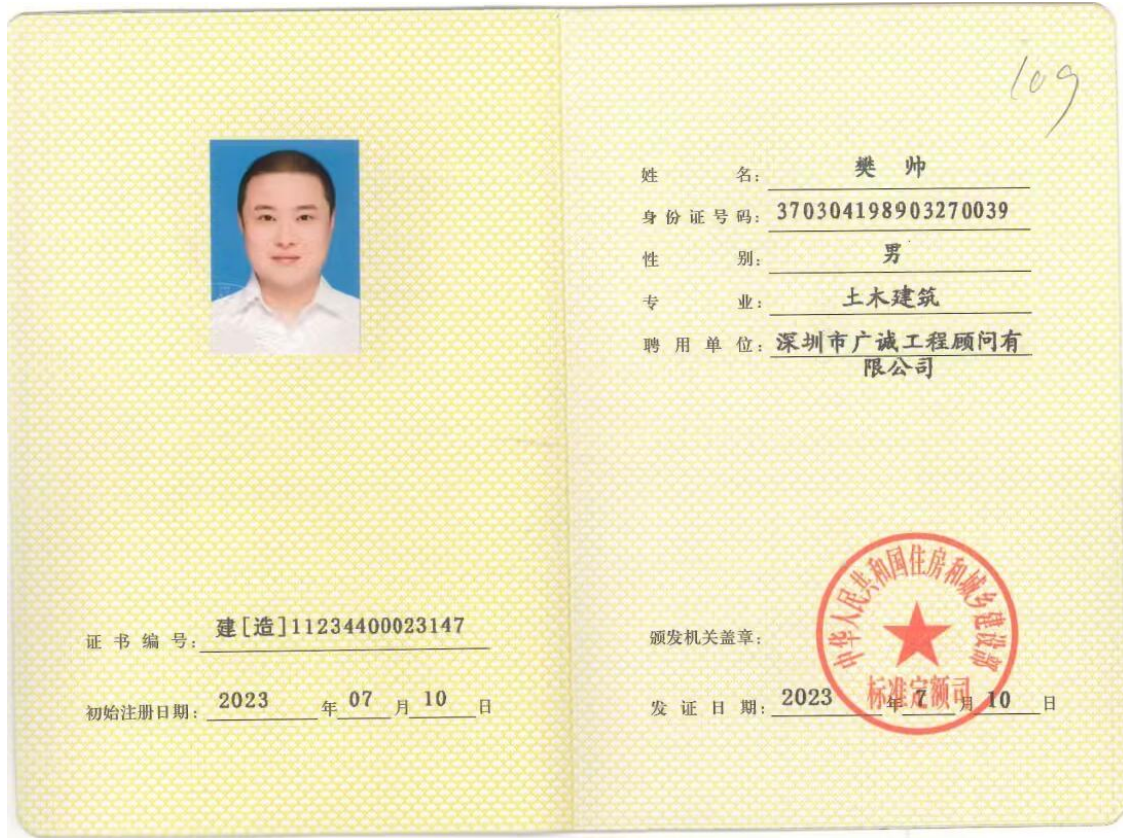 109
姓 名: 樊 帅
身份证号码: 370304198903270039
性 别: 男
专 业: 土木建筑
聘用单位: 深圳市广诚工程顾问有
限公司
证书编号: 建[造]11234400023147
初始注册日期: 2023 年 07 月 10 日
颁发机关盖章:
中华人民共和国住房和城乡建设部
标准定额司
发证日期: 2023 年 7 月 10 日